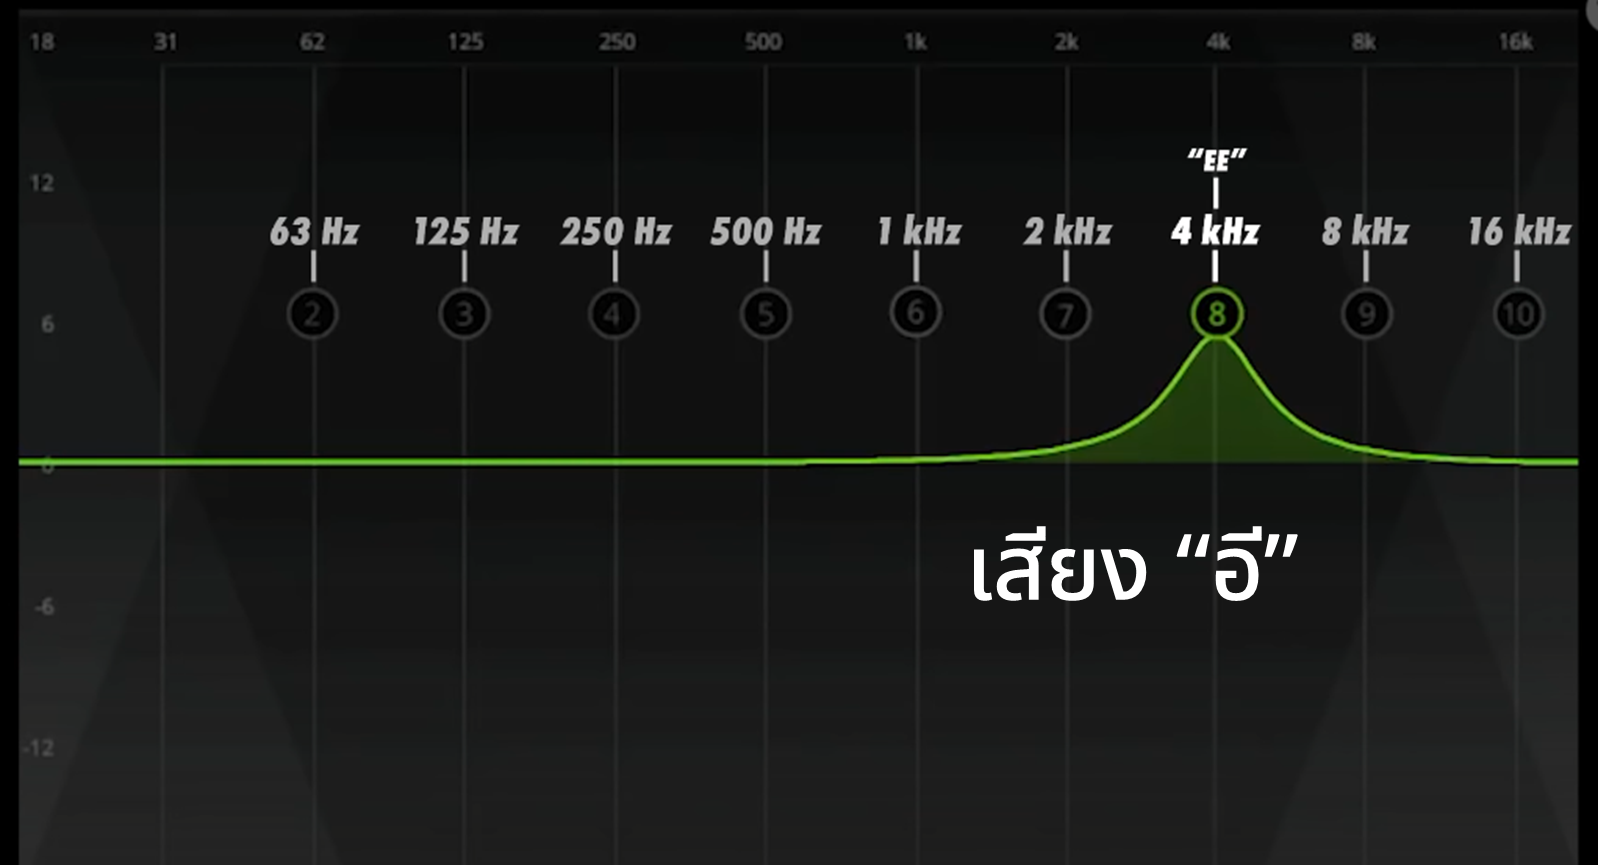 18 31 62 125 250 500 1k 2k 4k 8k 16k
“EE”
12
63 Hz 125 Hz 250 Hz 500 Hz 1 kHz 2 kHz 4 kHz 8 kHz 16 kHz
6 2 3 4 5 6 7 8 9 10
0
เสียง “อี”
-6
-12